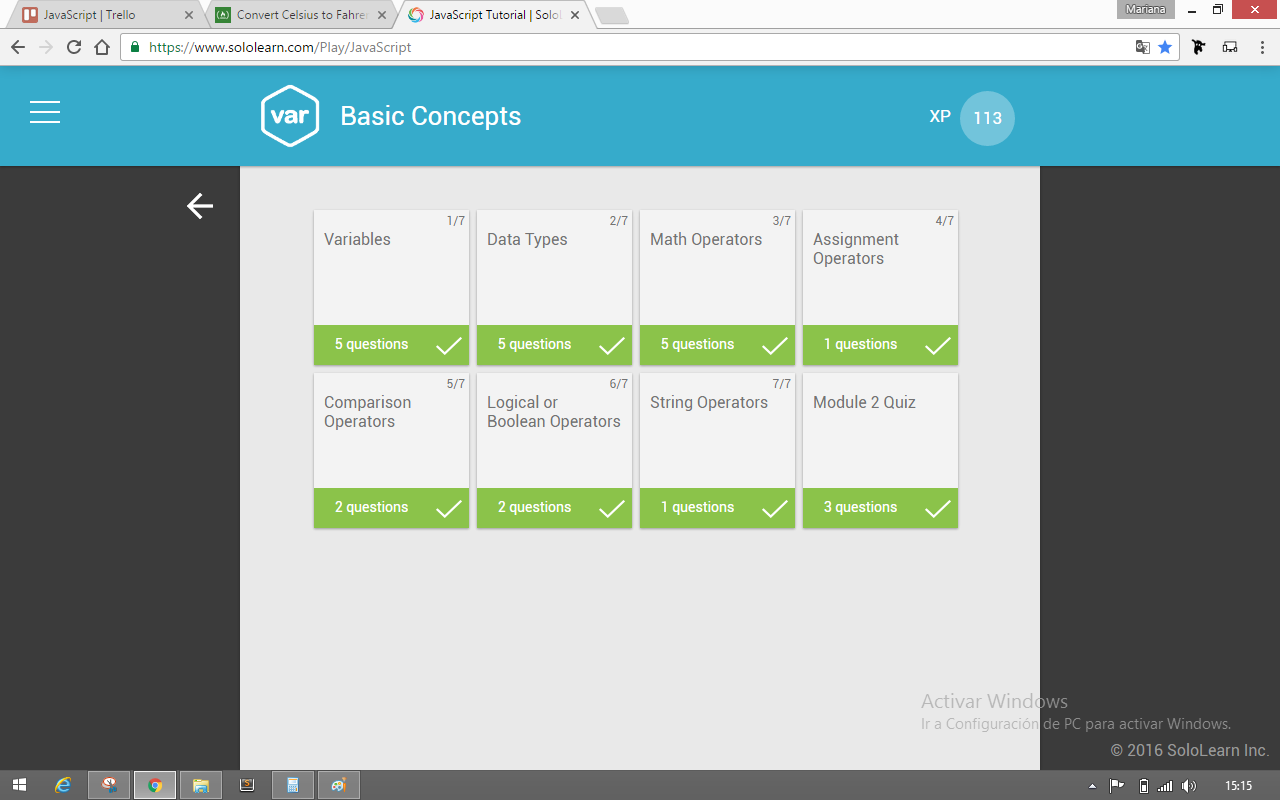 JavaScript | Trello
Convert Celsius to Fahre
JavaScript Tutorial | Solo
Mariana
https://www.sololearn.com/Play/JavaScript
var
Basic Concepts
XP
113
1/7
Variables
5 questions
2/7
Data Types
5 questions
3/7
Math Operators
5 questions
4/7
Assignment
Operators
1 questions
5/7
Comparison
Operators
2 questions
6/7
Logical or
Boolean Operators
2 questions
7/7
String Operators
1 questions
Module 2 Quiz
3 questions
Activar Windows
Ir a Configuración de PC para activar Windows.
© 2016 SoloLearn Inc.
15:15